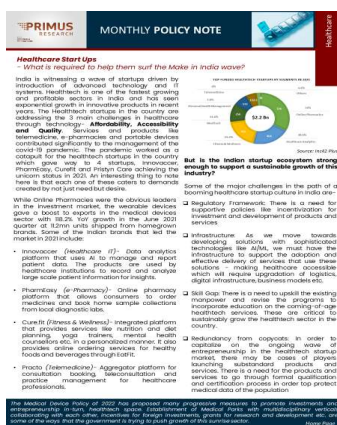 PRIMUS
RESEARCH
MONTHLY POLICY NOTE
Healthcare
Healthcare Start Ups
- What is required to help them surf the Make in India wave?
India is witnessing a wave of startups driven by
introduction of advanced technology and IT
systems. Healthtech is one of the fastest growing
and profitable sectors in India and has seen
exponential growth in innovative products in recent
years. The Healthtech startups in the country are
addressing the 3 main challenges in healthcare
through technology- Affordability, Accessibility
and Quality. Services and products like
telemedicine, e-pharmacies and portable devices
contributed significantly to the management of the
covid-19 pandemic. The pandemic worked as a
catapult for the healthtech startups in the country
which gave way to 4 startups, Innovaccer,
PharmEasy, CureFit and Pristyn Care achieving the
unicorn status in 2021. An interesting thing to note
here is that each one of these caters to demands
created by not just need but desire.
While Online Pharmacies were the obvious leaders
in the investment market, the wearable devices
gave a boost to exports in the medical devices
sector with 118.2% YoY growth in the June 2021
quarter at 11.2mn units shipped from homegrown
brands. Some of the Indian brands that led the
market in 2021 include:
• Innovaccer (Healthcare IT)- Data analytics
platform that uses AI to manage and report
patient data. The products are used by
healthcare institutions to record and analyze
large scale patient information for insights.
• PharmEasy (e-Pharmacy)- Online pharmacy
platform that allows consumers to order
medicines and book home sample collections
from local diagnostic labs.
• Cure.fit (Fitness & Wellness)- Integrated platform
that provides services like nutrition and diet
planning, yoga trainers, mental health
counsellors etc, in a personalized manner. It also
provides online ordering services for healthy
foods and beverages through EatFit.
• Practo (Telemedicine)- Aggregator platform for
consultation booking, teleconsultation and
practice management for healthcare
professionals.
TOP FUNDED HEALTHTECH STARTUPS BY SEGMENTS IN 2021
$2.2 Bn
Source: Inc42 Plus
But is the Indian startup ecosystem strong
enough to support a sustainable growth of this
industry?
Some of the major challenges in the path of a
booming healthcare startup culture in India are-
Regulatory Framework: There is a need for
supportive policies like incentivization for
investment and development of products and
services
Infrastructure: As we move towards
developing solutions with sophisticated
technologies like AI/ML, we must have the
infrastructure to support the adoption and
effective delivery of services that use these
solutions - making healthcare accessible
which will require upgradation of logistics,
digital infrastructure, business models etc.
Skill Gap: There is need to upskill the existing
manpower and revise the programs to
incorporate education on the coming-of-age
healthtech services. These are critical to
sustainably grow the healthtech sector in the
country.
Redundancy from copycats: In order to
capitalize on the ongoing wave of
entrepreneurship in the healthtech startup
market, there may be cases of players
launching substandard products and
services. There is a need for the products and
services to go through formal qualification
and certification process in order top protect
medical data of the population
The Medical Device Policy of 2022 has proposed many progressive measures to promote investments and
entrepreneurship in-turn, healthtech space. Establishment of Medical Parks with multidisciplinary verticals
collaborating with each other, incentives for foreign investments, grants for research and development etc. are
some of the ways that the government is trying to push growth of this sunrise sector.